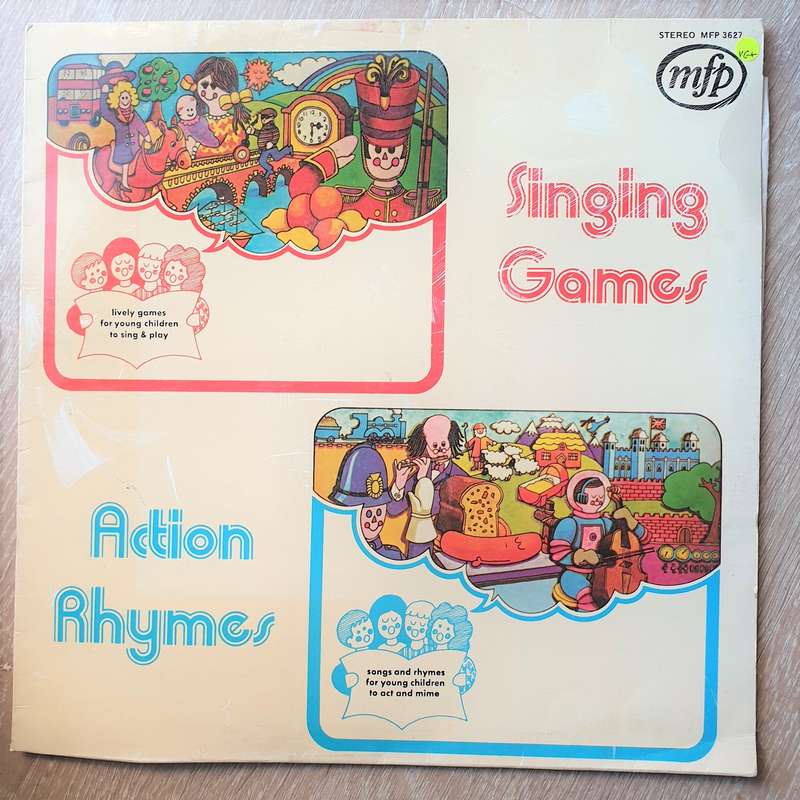 STEREO MFP 3627
mfp
VG+
Singing
Games
lively games
for young children
to sing & play
Action
Rhymes
songs and rhymes
for young children
to act and mime